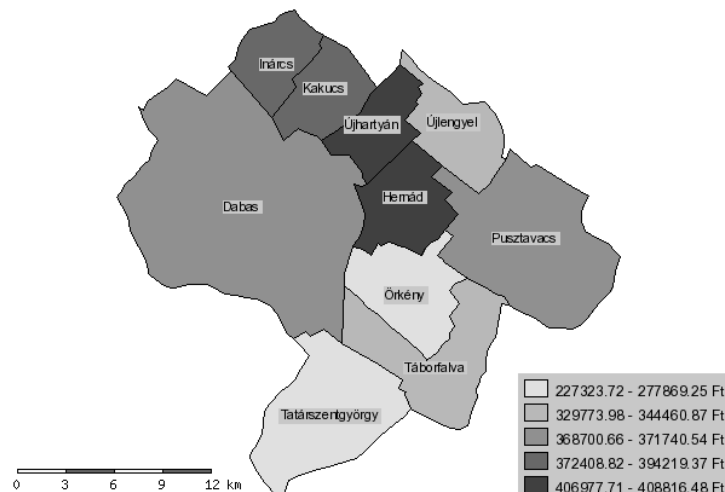 Inárcs
Kakucs
Újhartyán
Újlengyel
Dabas
Hernád
Pusztavacs
Örkény
Táborfalva
Tatárszentgyörgy
227323.72 - 277869.25 Ft
329773.98 - 344460.87 Ft
368700.66 - 371740.54 Ft
372408.82 - 394219.37 Ft
406977.71 - 408816.48 Ft
0 3 6 9 12 km